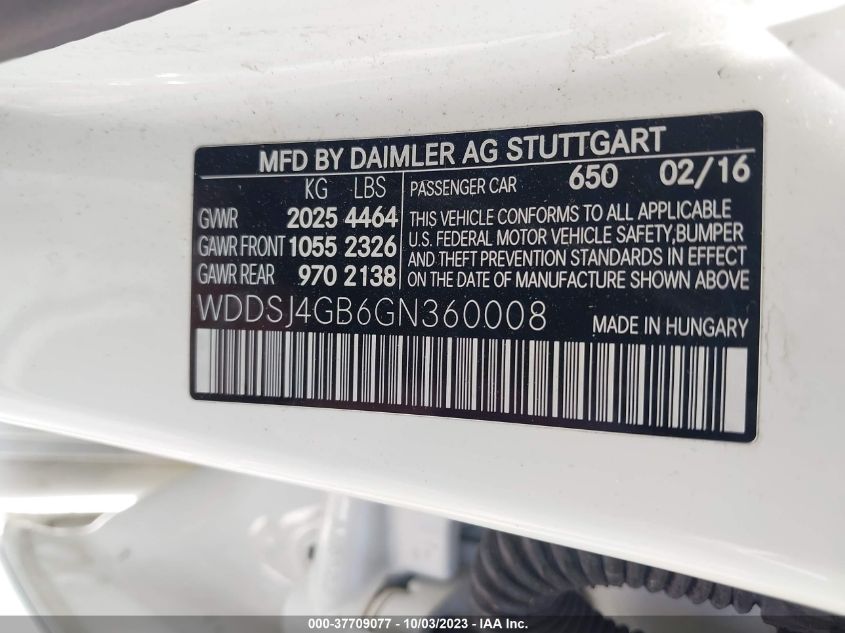 MFD BY DAIMLER AG STUTTGART
KG LBS
PASSENGER CAR 650 02/16
GVWR 2025 4464
GAWR FRONT 1055 2326
GAWR REAR 970 2138
THIS VEHICLE CONFORMS TO ALL APPLICABLE
U.S. FEDERAL MOTOR VEHICLE SAFETY, BUMPER
AND THEFT PREVENTION STANDARDS IN EFFECT
ON THE DATE OF MANUFACTURE SHOWN ABOVE
WDDSJ4GB6GN360008
MADE IN HUNGARY
000-37709077 - 10/03/2023 - IAA Inc.